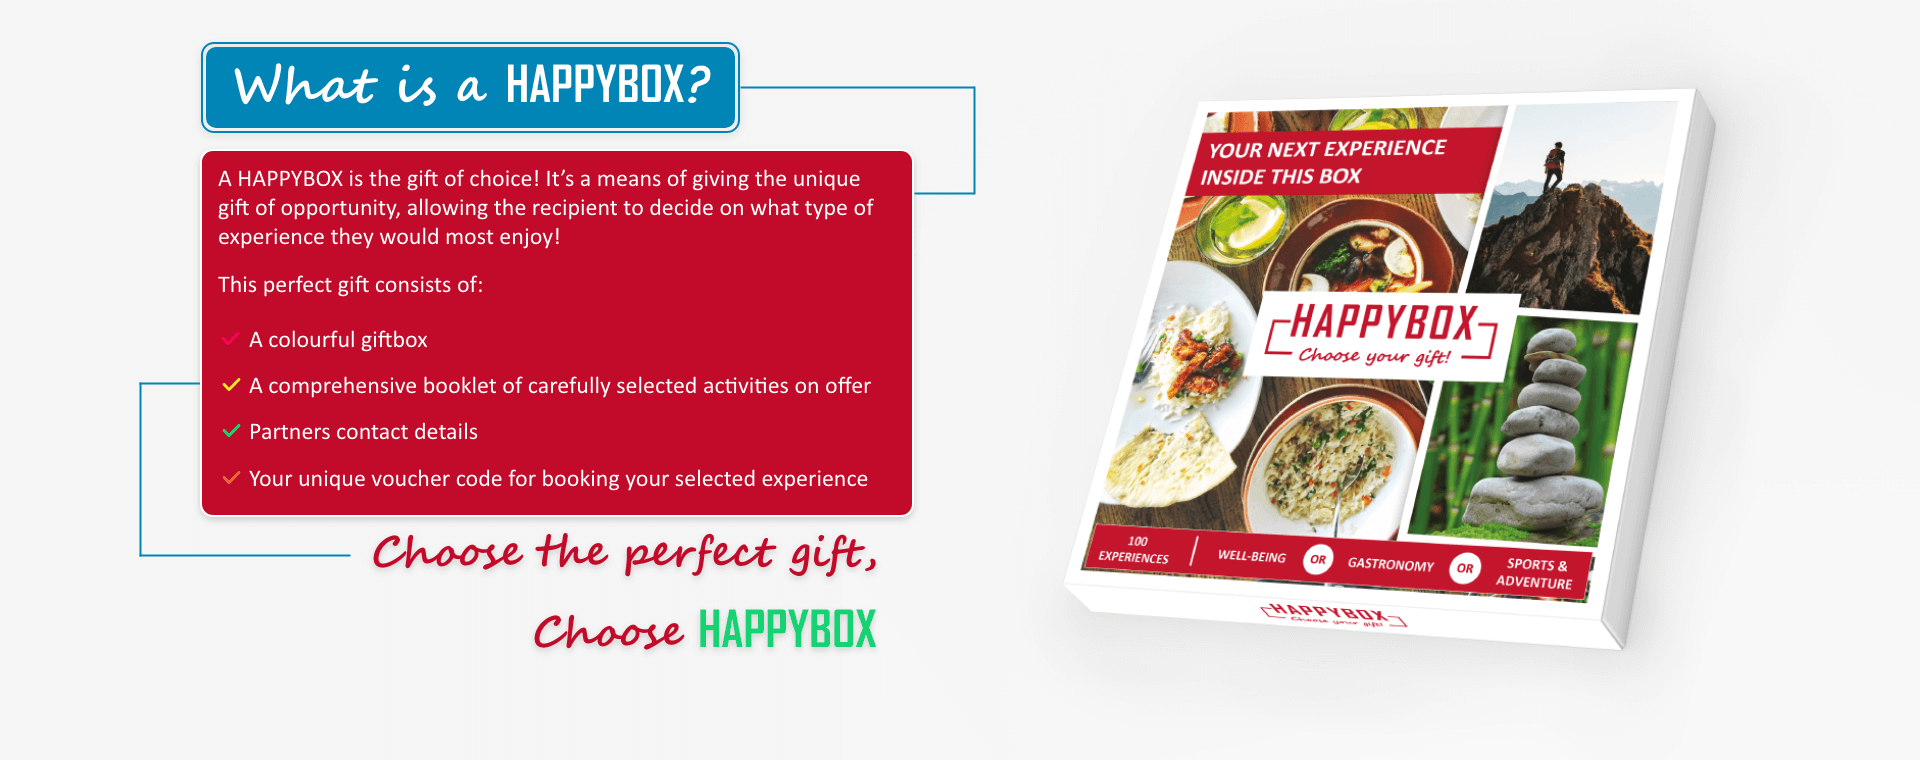 What is a HAPPYBOX?
A HAPPYBOX is the gift of choice! It’s a means of giving the unique
gift of opportunity, allowing the recipient to decide on what type of
experience they would most enjoy!
This perfect gift consists of:
A colourful giftbox
A comprehensive booklet of carefully selected activities on offer
Partners contact details
Your unique voucher code for booking your selected experience
Choose the perfect gift,
Choose HAPPYBOX
YOUR NEXT EXPERIENCE
INSIDE THIS BOX
HAPPYBOX
Choose your gift!
100
EXPERIENCES
WELL-BEING OR GASTRONOMY OR
SPORTS &
ADVENTURE
HAPPYBOX
Choose your gift!